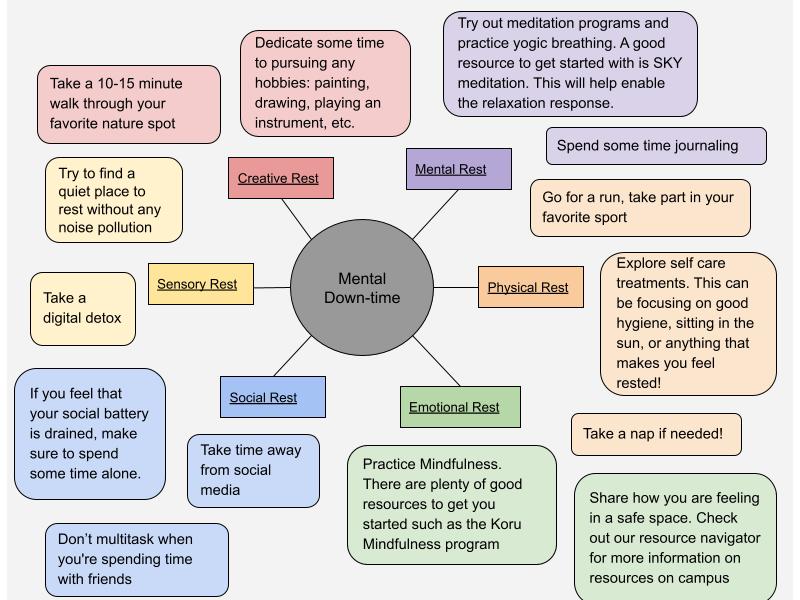 Take a 10-15 minute
walk through your
favorite nature spot
Dedicate some time
to pursuing any
hobbies: painting,
drawing, playing an
instrument, etc.
Try out meditation programs and
practice yogic breathing. A good
resource to get started with is SKY
meditation. This will help enable
the relaxation response.
Spend some time journaling
Creative Rest
Mental Rest
Try to find a
quiet place to
rest without any
noise pollution
Go for a run, take part in your
favorite sport
Sensory Rest
Mental
Down-time
Physical Rest
Explore self care
treatments. This can
be focusing on good
hygiene, sitting in the
sun, or anything that
makes you feel
rested!
Take a
digital detox
Social Rest
Emotional Rest
If you feel that
your social battery
is drained, make
sure to spend
some time alone.
Take time away
from social
media
Practice Mindfulness.
There are plenty of good
resources to get you
started such as the Koru
Mindfulness program
Take a nap if needed!
Share how you are feeling
in a safe space. Check
out our resource navigator
for more information on
resources on campus
Don’t multitask when
you're spending time
with friends